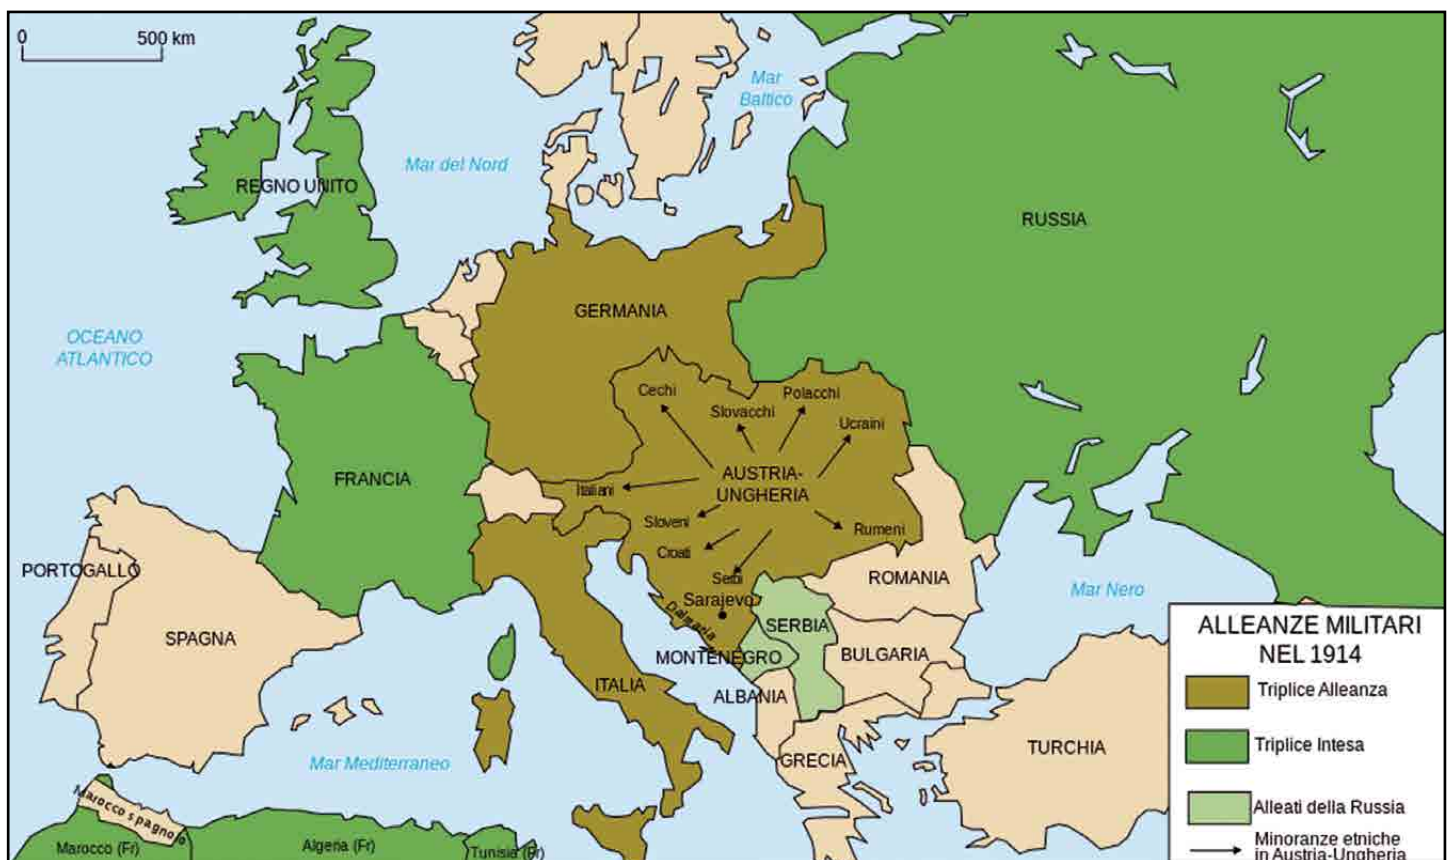 0 500 km
Mar
Baltico
Mar del Nord
REGNO UNITO
RUSSIA
GERMANIA
OCEANO
ATLANTICO
Cechi
Polacchi
Slovacchi
Ucraini
FRANCIA
AUSTRIA-
UNGHERIA
Italiani
Sloveni
Rumeni
Croati
Serbi
PORTOGALLO
ROMANIA
Mar Nero
Sarajevo
SERBIA
SPAGNA
MONTENEGRO
BULGARIA
ITALIA
ALBANIA
Mar Mediterraneo
GRECIA
TURCHIA
Marocco spagnolo
Marocco (Fr)
Algeria (Fr)
Tunisia (Fr)
ALLEANZE MILITARI
NEL 1914
Triplice Alleanza
Triplice Intesa
Alleati della Russia
Minoranze etniche
in Austria-Ungheria